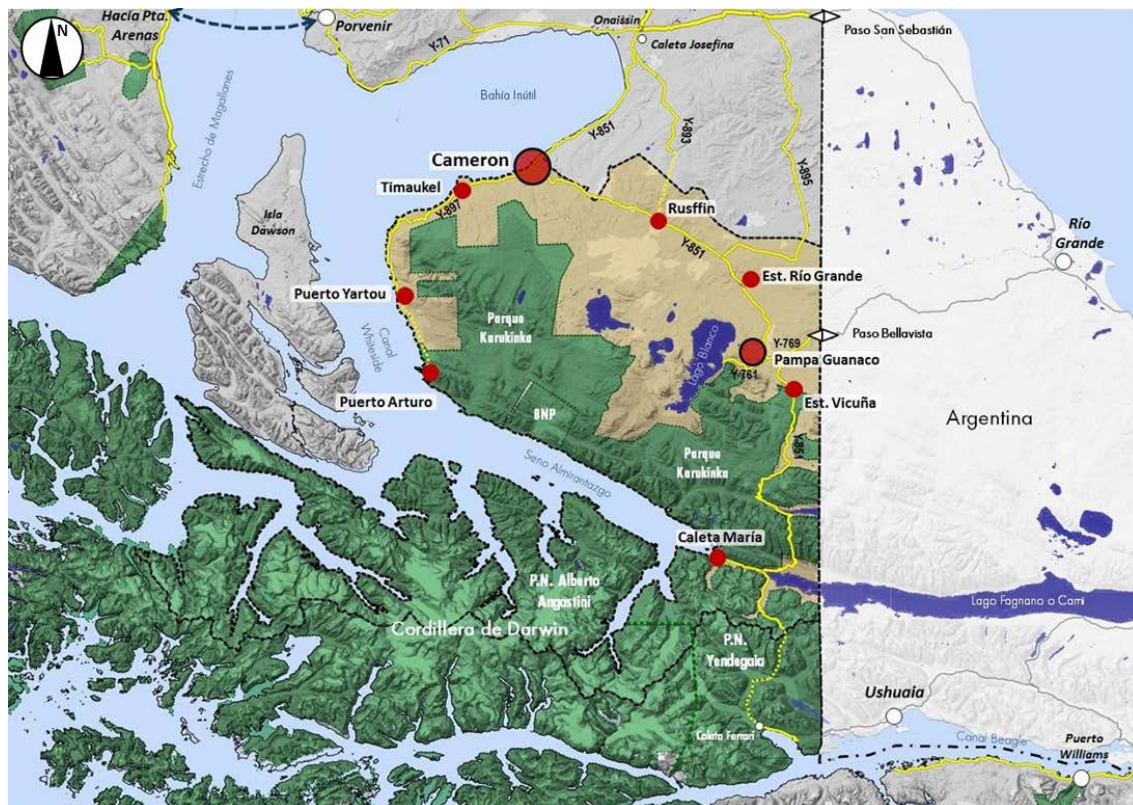 N
Hacia Pta.
Arenas
Porvenir
Y-71
Onaissin
Caleta Josefina
Paso San Sebastián
Estrecho de Magallanes
Bahía Inútil
Y-851
Y-893
Y-895
Cameron
Timaukel
Y-897
Isla
Dawson
Rusffin
Y-851
Río
Grande
Est. Río Grande
Puerto Yartou
Canal
Whiteside
Parque
Karukinka
Lago Blanco
Y-769
Paso Bellavista
Pampa Guanaco
Y-761
Puerto Arturo
Est. Vicuña
BNP
Argentina
Parque
Karukinka
Seno Almirantazgo
Caleta María
P.N. Alberto
Angostini
Lago Fagnano o Cami
Cordillera de Darwin
P.N.
Yendegaia
Ushuaia
Caleta Ferrari
Canal Beagle
Puerto
Williams